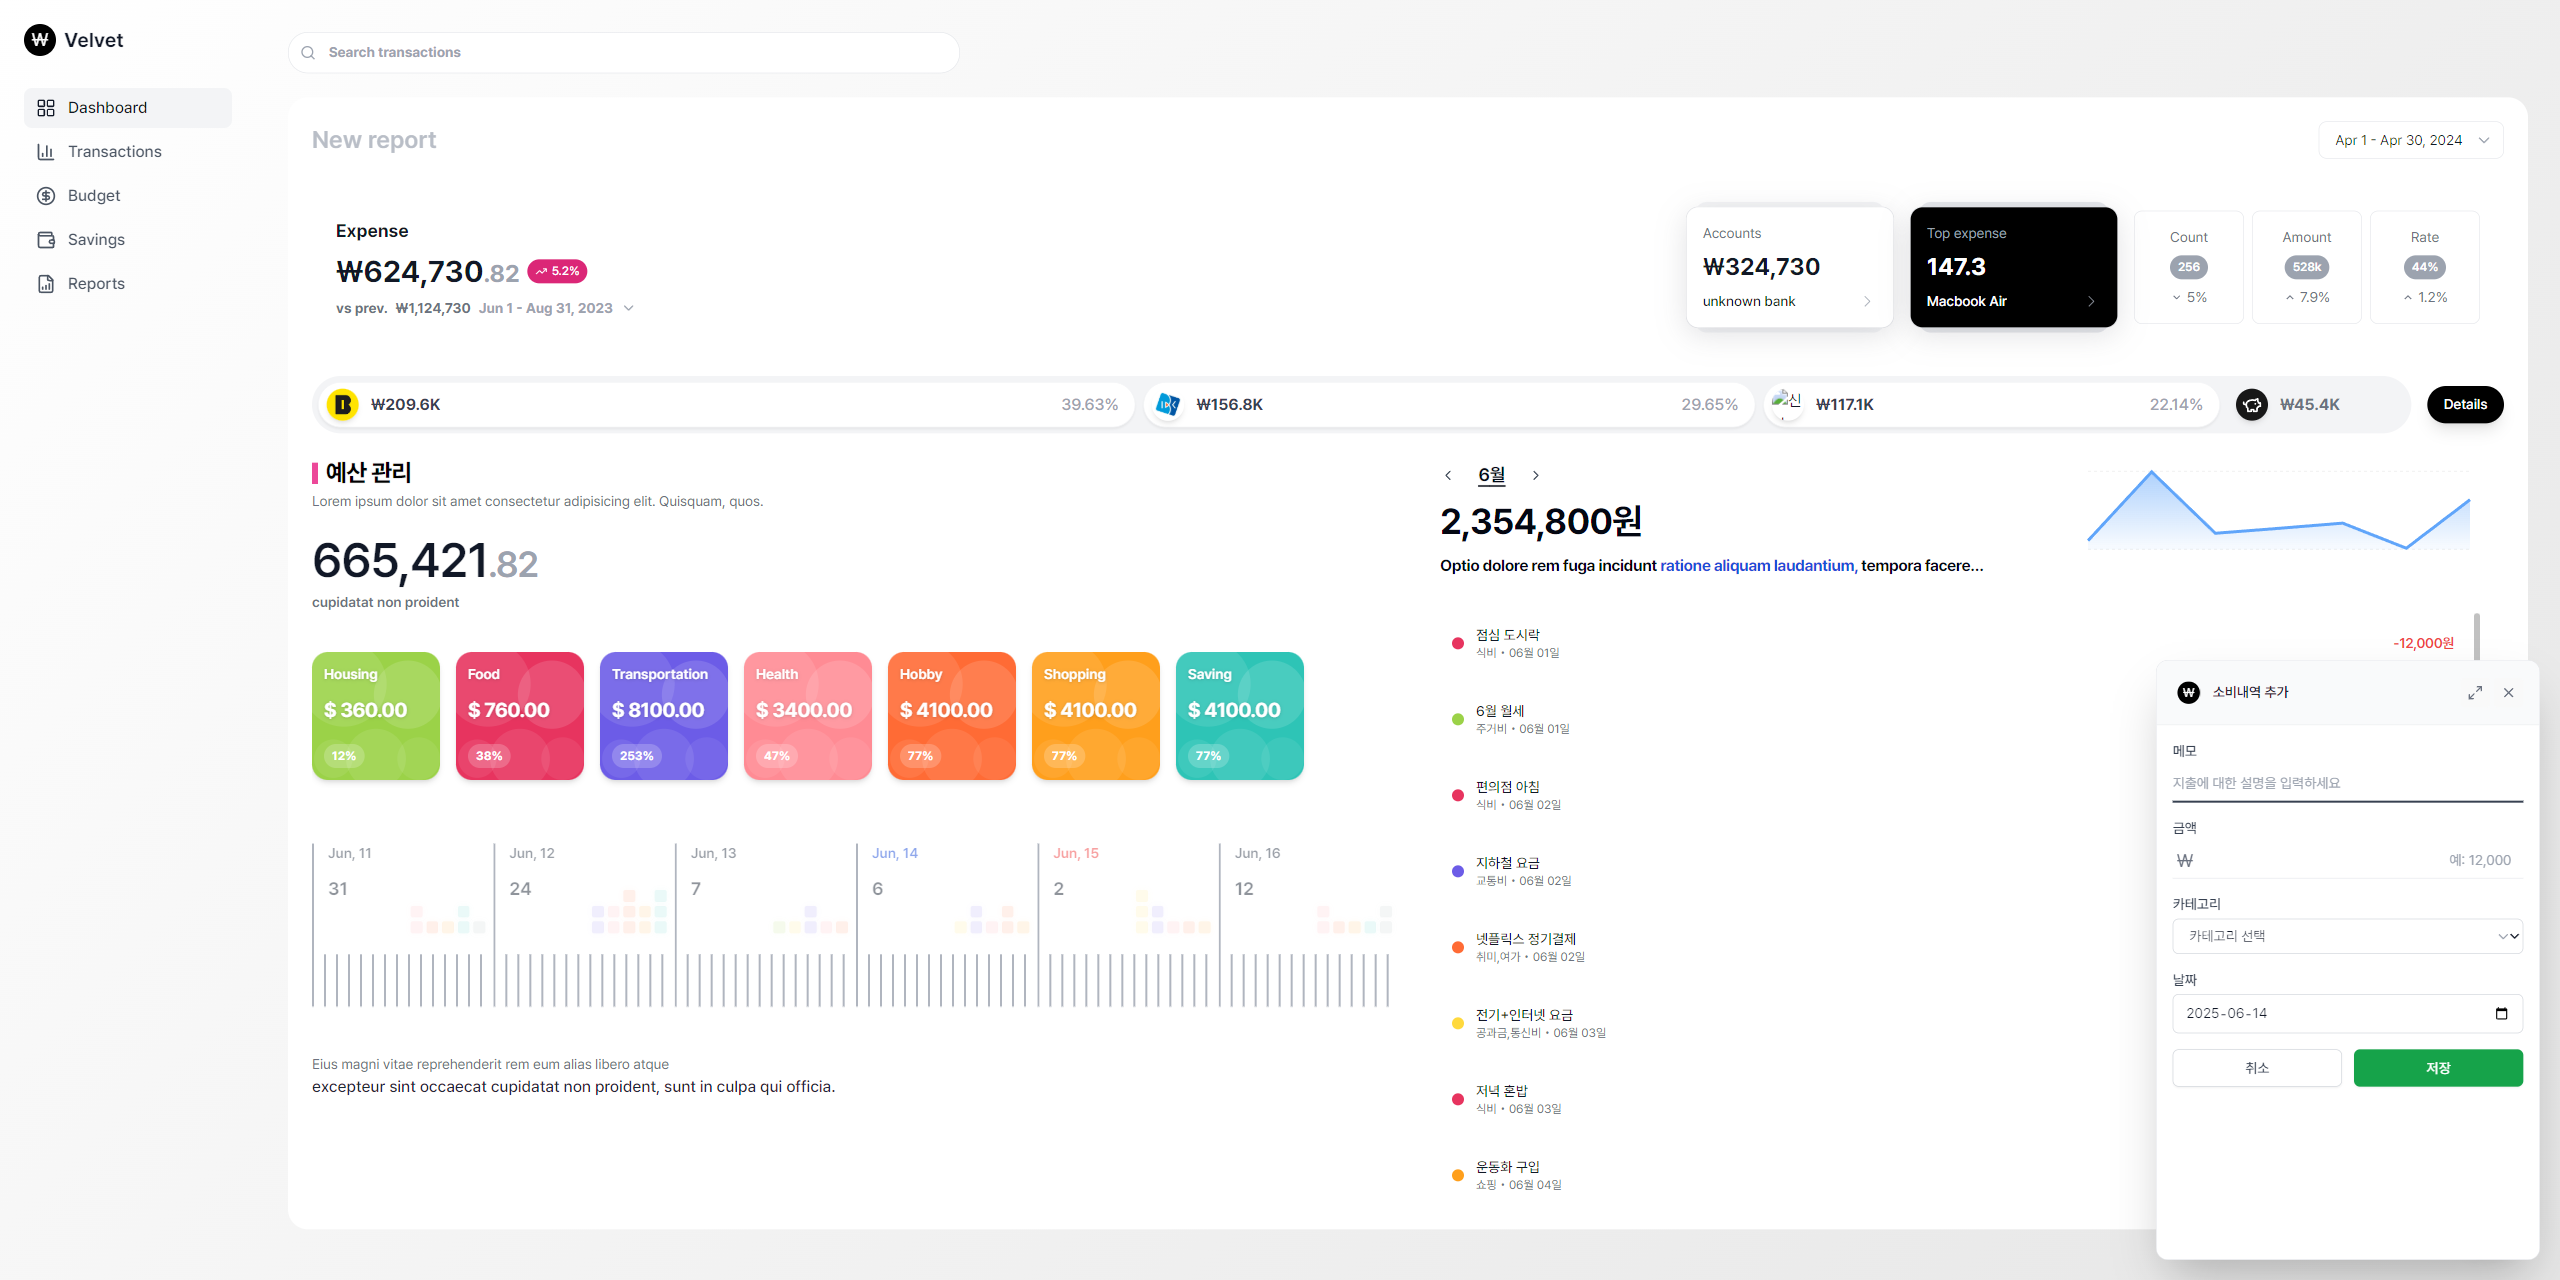 Velvet
Search transactions
Dashboard
Transactions
Budget
Savings
Reports
New report
Apr 1 - Apr 30, 2024
Expense
₩624,730.82
5.2%
vs prev. ₩1,124,730 Jun 1 - Aug 31, 2023
Accounts
₩324,730
unknown bank
Top expense
147.3
Macbook Air
Count
256
5%
Amount
528k
7.9%
Rate
44%
1.2%
₩209.6K 39.63%
₩156.8K 29.65%
신
₩117.1K 22.14%
₩45.4K
Details
예산 관리
Lorem ipsum dolor sit amet consectetur adipisicing elit. Quisquam, quos.
665,421.82
cupidatat non proident
Housing
$ 360.00
12%
Food
$ 760.00
38%
Transportation
$ 8100.00
253%
Health
$ 3400.00
47%
Hobby
$ 4100.00
77%
Shopping
$ 4100.00
77%
Saving
$ 4100.00
77%
Jun, 11
31
Jun, 12
24
Jun, 13
7
Jun, 14
6
Jun, 15
2
Jun, 16
12
Eius magni vitae reprehenderit rem eum alias libero atque
excepteur sint occaecat cupidatat non proident, sunt in culpa qui officia.
6월
2,354,800원
Optio dolore rem fuga incidunt ratione aliquam laudantium, tempora facere...
점심 도시락
식비 • 06월 01일
-12,000원
6월 월세
주거비 • 06월 01일
편의점 아침
식비 • 06월 02일
지하철 요금
교통비 • 06월 02일
넷플릭스 정기결제
취미,여가 • 06월 02일
전기+인터넷 요금
공과금,통신비 • 06월 03일
저녁 혼밥
식비 • 06월 03일
운동화 구입
쇼핑 • 06월 04일
소비내역 추가
메모
지출에 대한 설명을 입력하세요
금액
₩ 예: 12,000
카테고리
카테고리 선택
날짜
2025-06-14
취소
저장